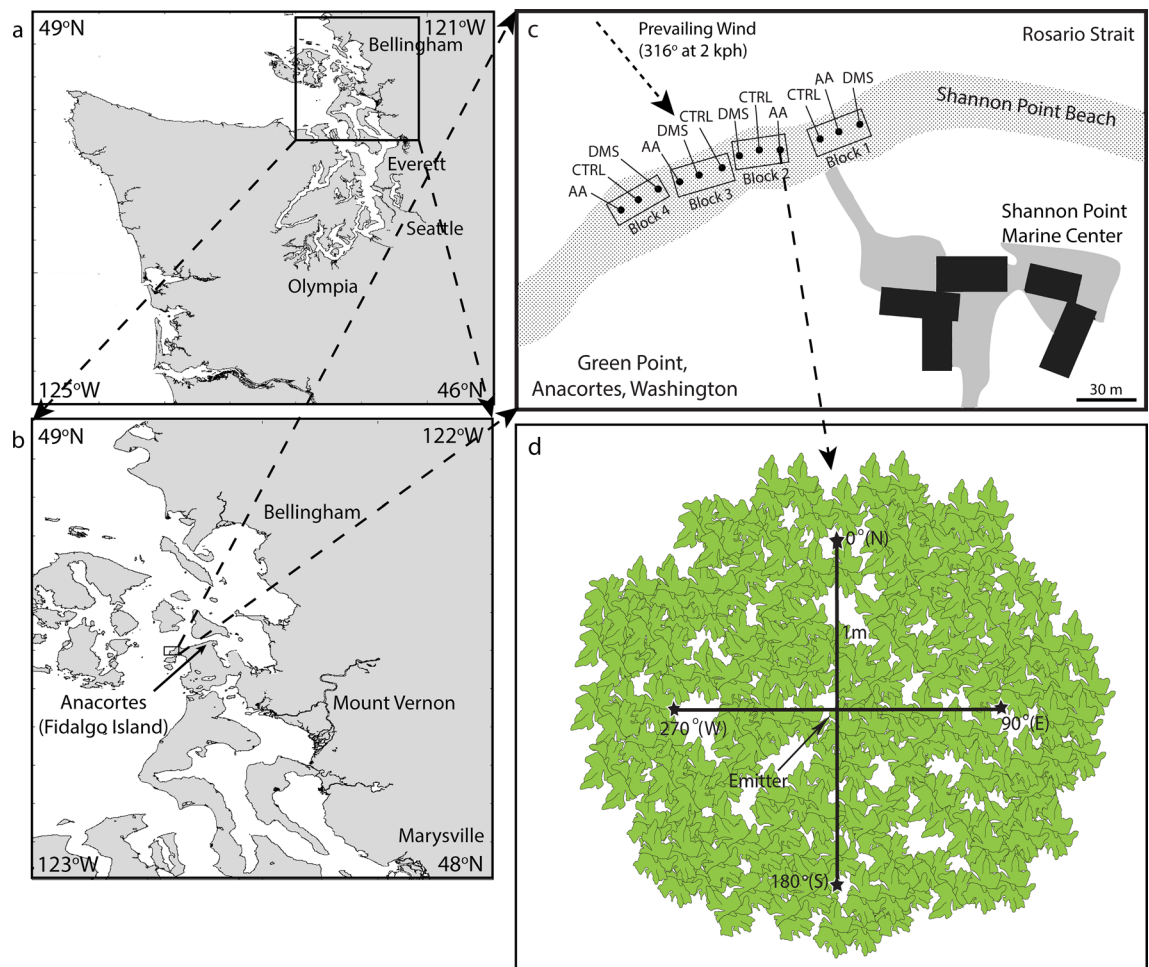 a
49°N
121°W
Bellingham
Everett
Seattle
Olympia
125°W
46°N
b
49°N
122°W
Bellingham
Anacortes
(Fidalgo Island)
Mount Vernon
Marysville
123°W
48°N
c
Prevailing Wind
(316° at 2 kph)
Rosario Strait
Shannon Point Beach
AA
CTRL
DMS
Block 4
AA
DMS
CTRL
Block 3
DMS
CTRL
AA
Block 2
CTRL
AA
DMS
Block 1
Shannon Point
Marine Center
Green Point,
Anacortes, Washington
30 m
d
0°(N)
1m
270°(W)
90°(E)
Emitter
180°(S)